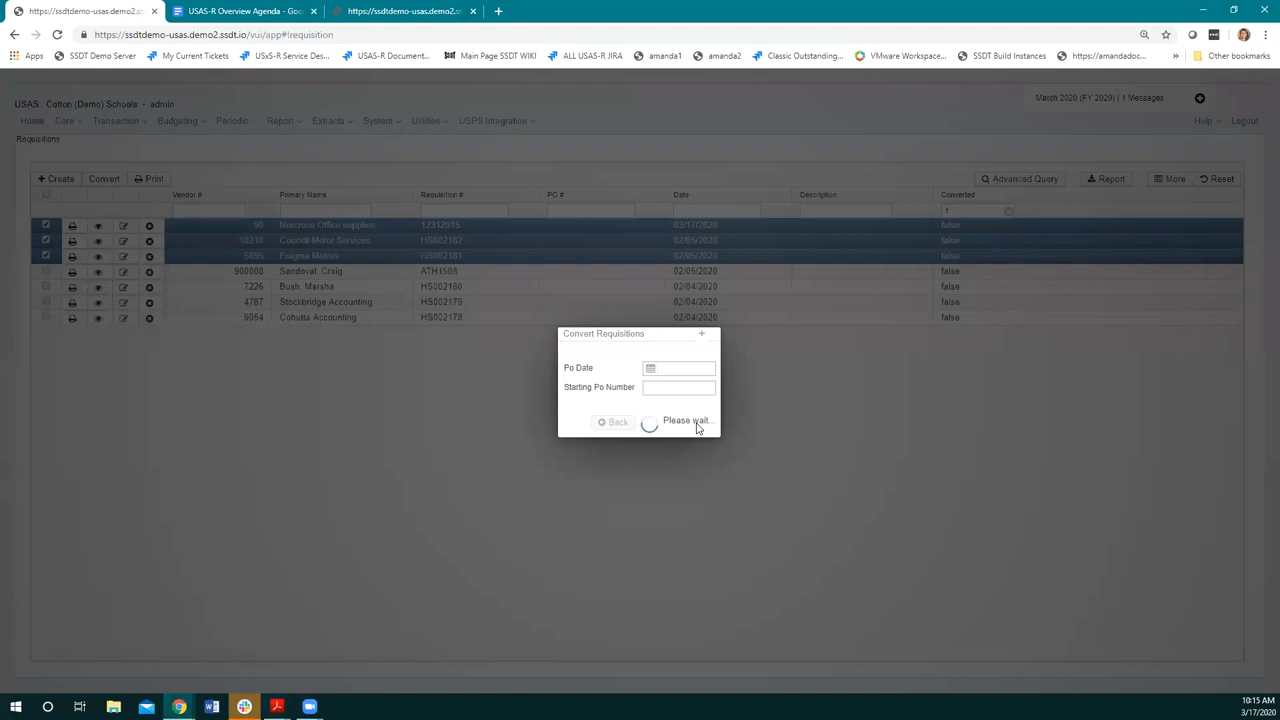 https://ssdtdemo-usas.demo2.ss
USAS-R Overview Agenda - Goo
https://ssdtdemo-usas.demo2.ss
https://ssdtdemo-usas.demo2.ssdt.io/vui/app#!requisition
Apps SSDT Demo Server My Current Tickets USxS-R Service Des... USAS-R Document... Main Page SSDT WIKI ALL USAS-R JIRA amanda1 amanda2 Classic Outstanding... VMware Workspace... SSDT Build Instances https://amandadoc... » Other bookmarks
USAS: Cotton (Demo) Schools - admin
March 2020 (FY 2020) | 1 Messages
Home Core Transaction Budgeting Periodic Report Extracts System Utilities USPS Integration Help Logout
Requisitions
Create Convert Print Advanced Query Report More Reset
Vendor # Primary Name Requisition # PO # Date Description Converted
f
90 Norcross Office supplies 12312915 03/17/2020 false
10210 Council Motor Services HS002182 02/05/2020 false
5895 Enigma Motors HS002181 02/05/2020 false
900008 Sandoval, Craig ATH1508 02/05/2020 false
7226 Bush, Marsha HS002180 02/04/2020 false
4787 Stockbridge Accounting HS002179 02/04/2020 false
9954 Cohutta Accounting HS002178 02/04/2020 false
Convert Requisitions +
Po Date
Starting Po Number
Back Please wait...
10:15 AM
3/17/2020